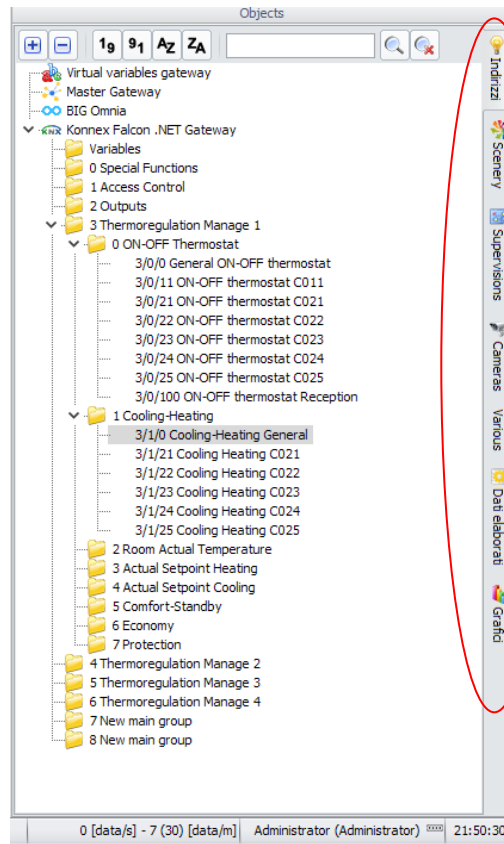 Objects
19 91 AZ ZA
Virtual variables gateway
Master Gateway
BIG Omnia
KNX Konnex Falcon .NET Gateway
Variables
0 Special Functions
1 Access Control
2 Outputs
3 Thermoregulation Manage 1
0 ON-OFF Thermostat
3/0/0 General ON-OFF thermostat
3/0/11 ON-OFF thermostat C011
3/0/21 ON-OFF thermostat C021
3/0/22 ON-OFF thermostat C022
3/0/23 ON-OFF thermostat C023
3/0/24 ON-OFF thermostat C024
3/0/25 ON-OFF thermostat C025
3/0/100 ON-OFF thermostat Reception
1 Cooling-Heating
3/1/0 Cooling-Heating General
3/1/21 Cooling Heating C021
3/1/22 Cooling Heating C022
3/1/23 Cooling Heating C023
3/1/24 Cooling Heating C024
3/1/25 Cooling Heating C025
2 Room Actual Temperature
3 Actual Setpoint Heating
4 Actual Setpoint Cooling
5 Comfort-Standby
6 Economy
7 Protection
4 Thermoregulation Manage 2
5 Thermoregulation Manage 3
6 Thermoregulation Manage 4
7 New main group
8 New main group
Indirizzi
Scenery
Supervisions
Cameras
Various
Dati elaborati
Grafici
0 [data/s] - 7 (30) [data/m] Administrator (Administrator) 21:50:30